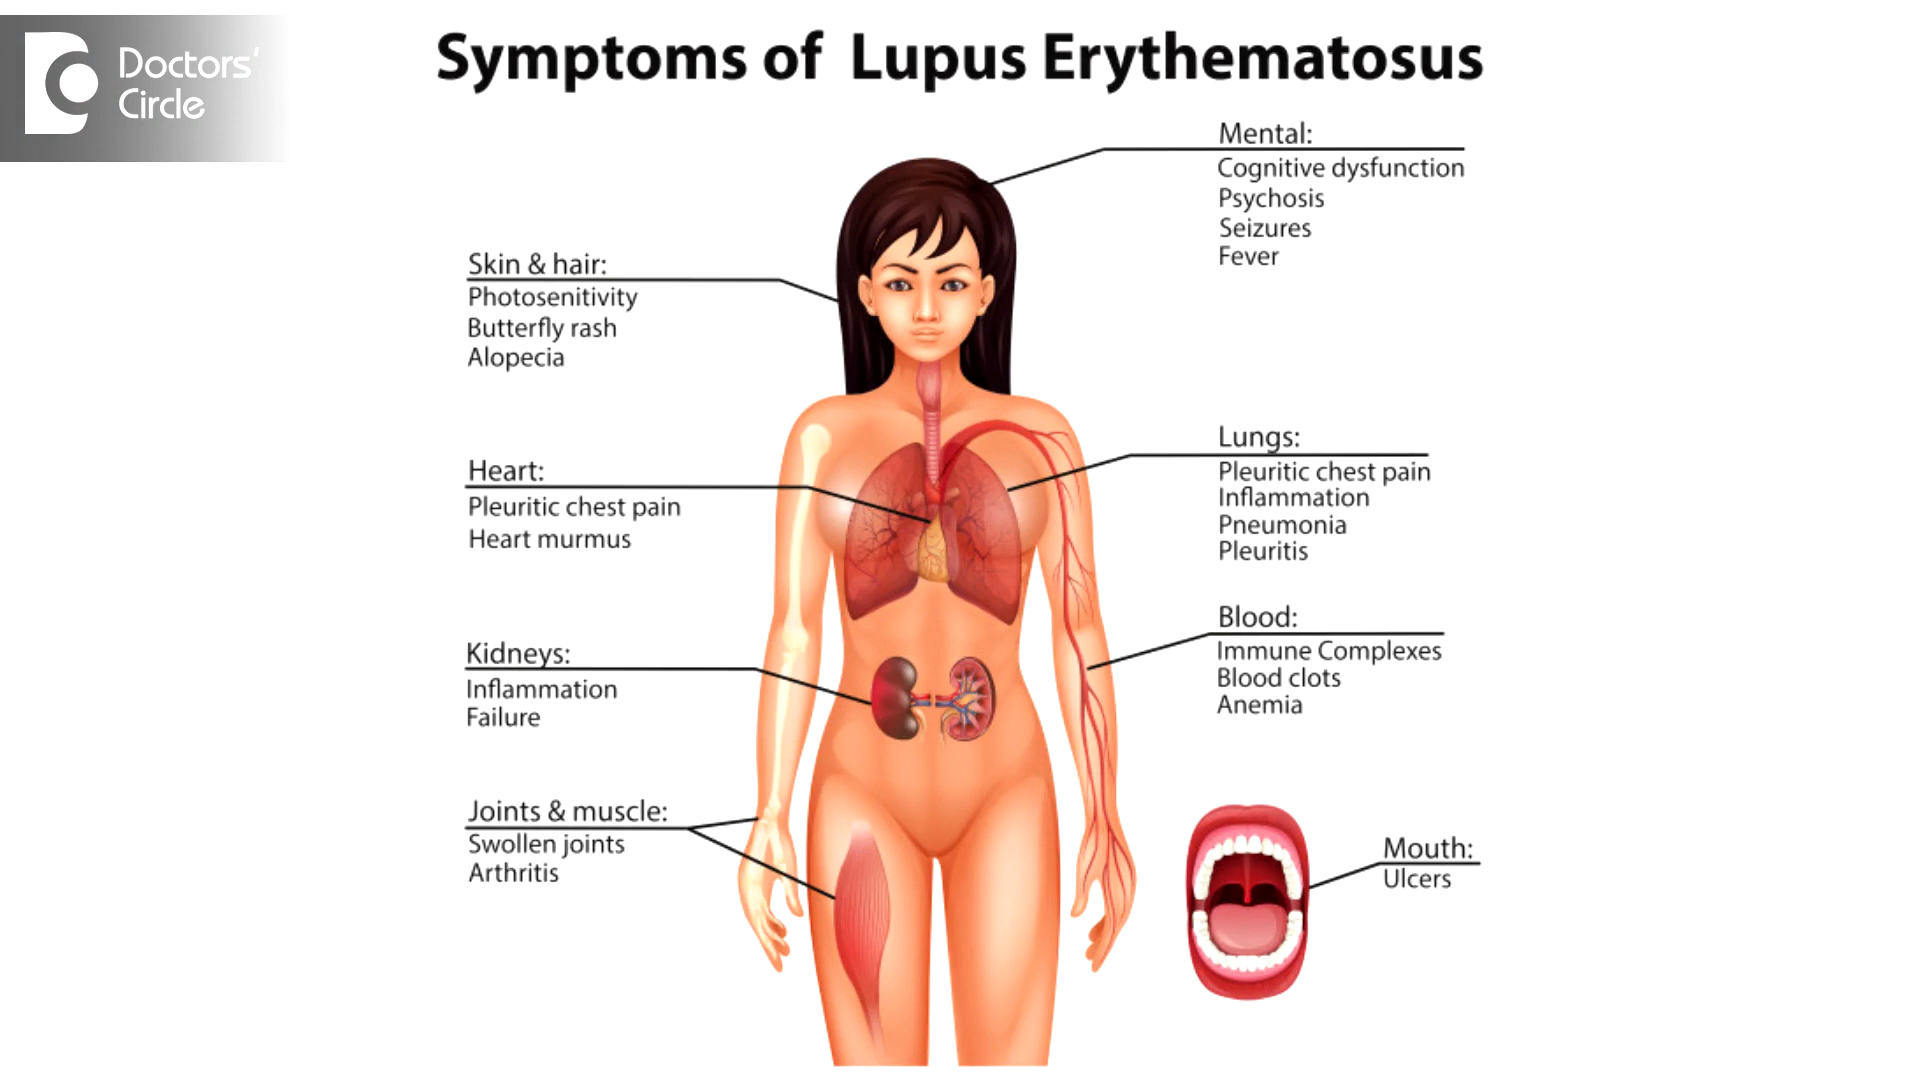 Doctors'
Circle
Symptoms of Lupus Erythematosus
Mental:
Cognitive dysfunction
Psychosis
Seizures
Fever
Skin & hair:
Photosenitivity
Butterfly rash
Alopecia
Heart:
Pleuritic chest pain
Heart murmus
Lungs:
Pleuritic chest pain
Inflammation
Pneumonia
Pleuritis
Kidneys:
Inflammation
Failure
Blood:
Immune Complexes
Blood clots
Anemia
Joints & muscle:
Swollen joints
Arthritis
Mouth:
Ulcers